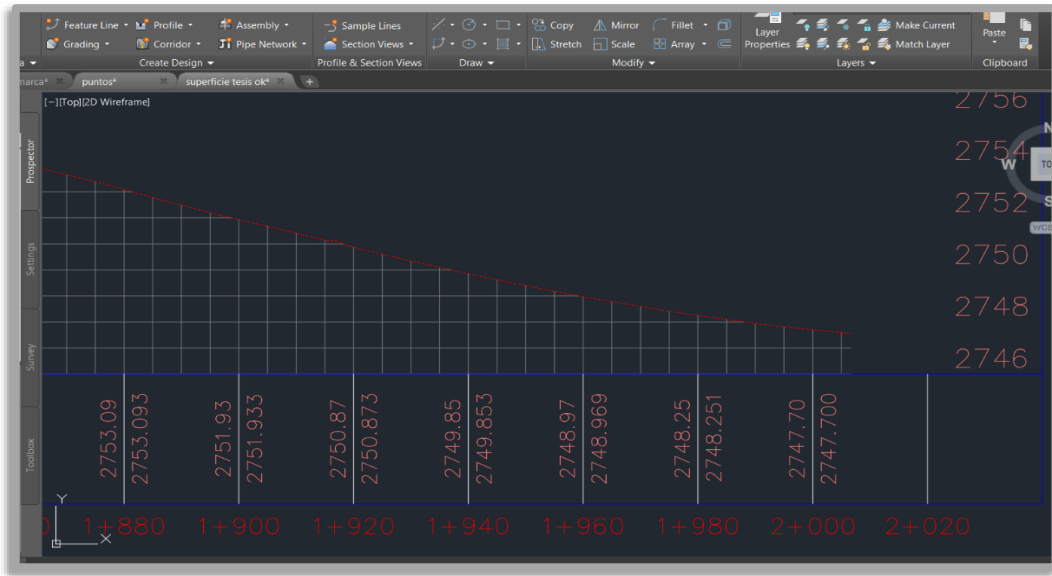 Feature Line Profile Assembly Sample Lines Copy Mirror Fillet Make Current
Grading Corridor Pipe Network Section Views Stretch Scale Array Layer Properties Match Layer Paste
Create Design Profile & Section Views Draw Modify Layers Clipboard
marca* puntos* superficie tesis ok* +
[-][Top][2D Wireframe]
Prospector
Settings
Survey
Toolbox
2756
2754
2752
2750
2748
2746
N
W
S
2753.09 2753.093 2751.93 2751.933 2750.87 2750.873 2749.85 2749.853 2748.97 2748.969 2748.25 2748.251 2747.70 2747.700
Y
X
1+880 1+900 1+920 1+940 1+960 1+980 2+000 2+020